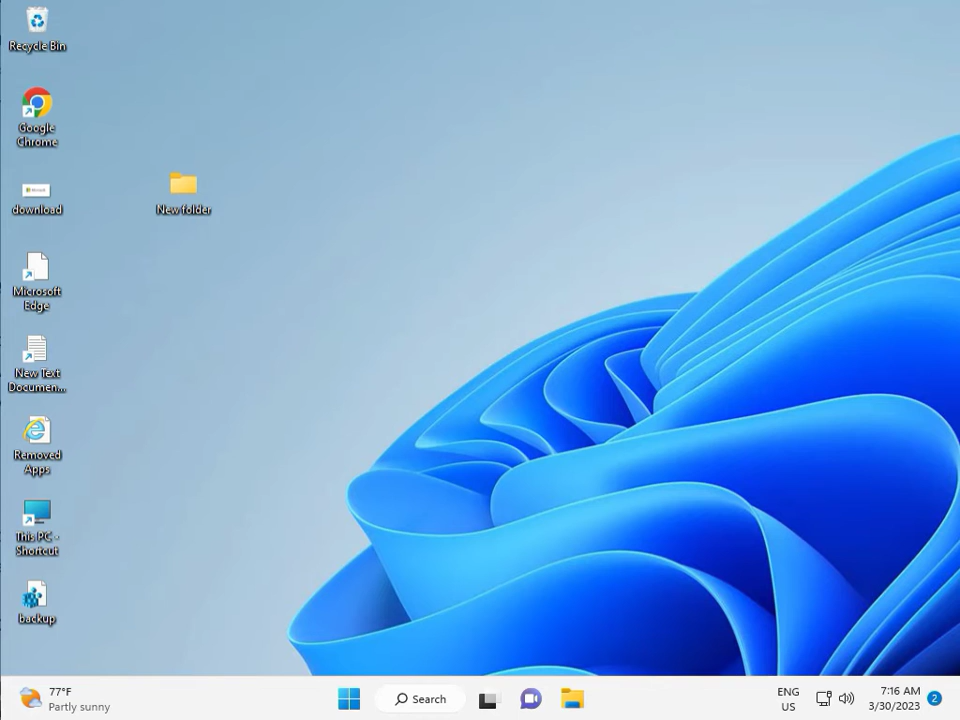 Recycle Bin
Google
Chrome
download
New folder
Microsoft
Edge
New Text
Documen...
Removed
Apps
This PC -
Shortcut
backup
77°F
Partly sunny
Search
ENG
US
7:16 AM
3/30/2023
2